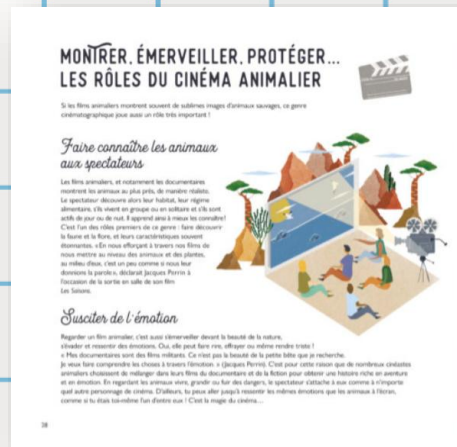 MONTRER, ÉMERVEILLER, PROTÉGER...
LES RÔLES DU CINÉMA ANIMALIER
Si les films animaliers montrent souvent de sublimes images d'animaux sauvages, ce genre
cinématographique joue aussi un rôle très important !
Faire connaître les animaux
aux spectateurs
Les films animaliers, et notamment les documentaires
montrent les animaux au plus près, de manière réaliste.
Le spectateur découvre alors leur habitat, leur régime
alimentaire, s'ils vivent en groupe ou en solitaire et s'ils sont
actifs de jour ou de nuit. Il apprend ainsi à mieux les connaître!
C'est l'un des rôles premiers de ce genre : faire découvrir
la faune et la flore, et leurs caractéristiques souvent
étonnantes. «En nous efforçant à travers nos films de
nous mettre au niveau des animaux et des plantes,
au milieu d'eux, c'est un peu comme si nous leur
donnions la parole», déclarait Jacques Perrin à
l'occasion de la sortie en salle de son film
Les Saisons.
Susciter de l'émotion
Regarder un film animalier, c'est aussi s'émerveiller devant la beauté de la nature,
s'évader et ressentir des émotions. Oui, elle peut faire rire, effrayer ou même rendre triste !
« Mes documentaires sont des films militants. Ce n'est pas la beauté de la petite bête que je recherche.
Je veux faire comprendre les choses à travers l'émotion. » (Jacques Perrin). C'est pour cette raison que de nombreux cinéastes
animaliers choisissent de mélanger dans leurs films du documentaire et de la fiction pour obtenir une histoire riche en aventure
et en émotion. En regardant les animaux vivre, grandir ou fuir des dangers, le spectateur s'attache à eux comme à n'importe
quel autre personnage de cinéma. D'ailleurs, tu peux aller jusqu'à ressentir les mêmes émotions que les animaux à l'écran,
comme si tu étais toi-même l'un d'entre eux ! C'est la magie du cinéma...
38